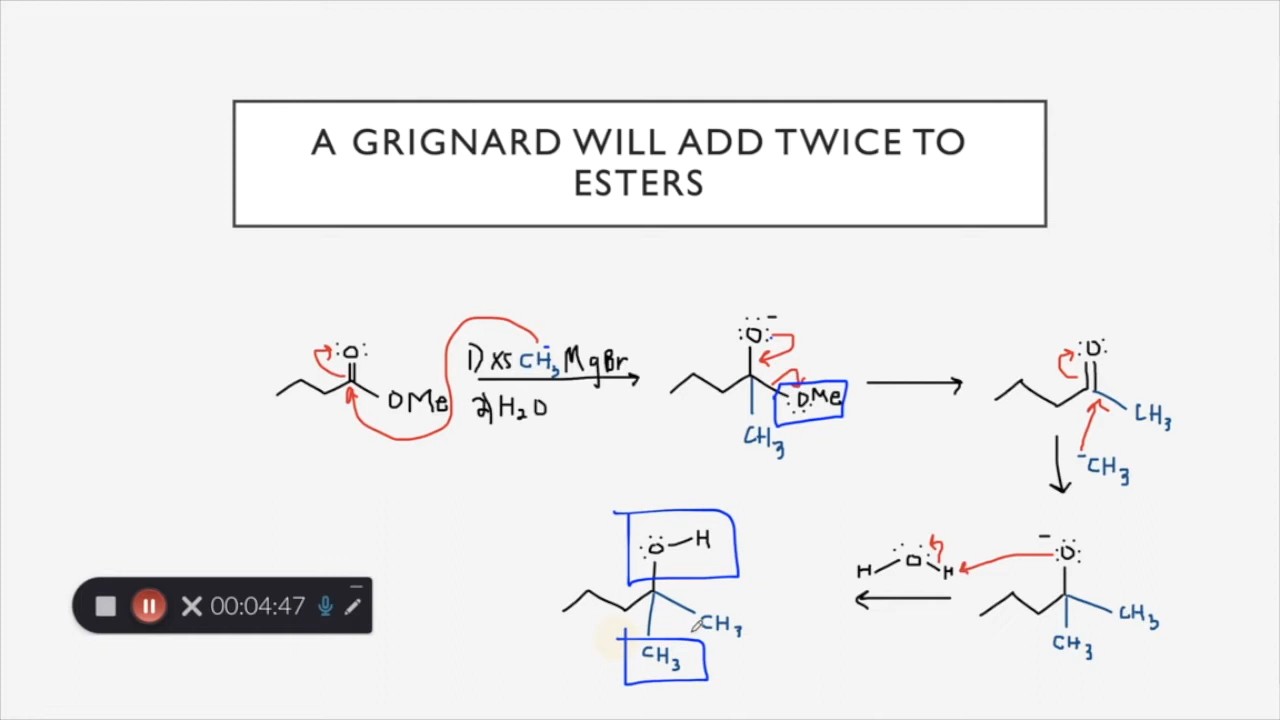 A GRIGNARD WILL ADD TWICE TO
ESTERS
:O:
OMe
1) xs CH3MgBr
2) H2O
:O:
OMe
CH3
O
CH3
CH3
O
H
CH3
CH3
H
O
H
O
CH3
CH3
00:04:47